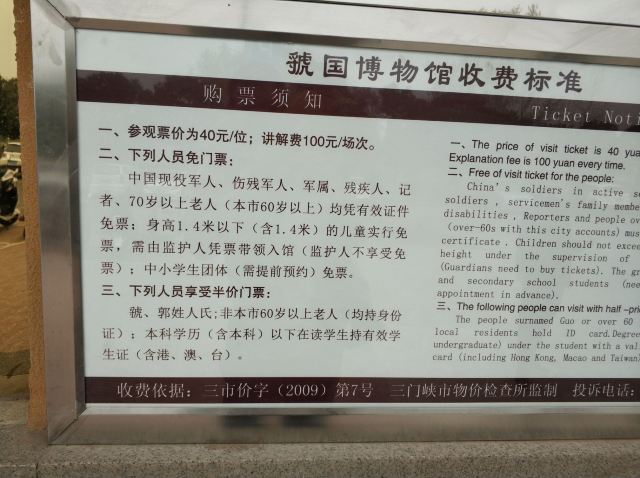 虢国博物馆收费标准
购票须知
Ticket Noti
一、参观票价为40元/位；讲解费100元/场次。
二、下列人员免门票：
中国现役军人、伤残军人、军属、残疾人、记
者、70岁以上老人（本市60岁以上）均凭有效证件
免票；身高1.4米以下（含1.4米）的儿童实行免
票，需由监护人凭票带领入馆（监护人不享受免
票）；中小学生团体（需提前预约）免票。
三、下列人员享受半价门票：
虢、郭姓人氏;非本市60岁以上老人（均持身份
证）；本科学历（含本科）以下在读学生持有效学
生证（含港、澳、台）。
一、The price of visit ticket is 40 yua
Explanation fee is 100 yuan every time.
二、Free of visit ticket for the people:
China's soldiers in active se
soldiers , servicemen's family membe
disabilities , Reporters and people ov
(over-60s with this city accounts) mus
certificate . Children should not excee
height under the supervision of
(Guardians need to buy tickets). The gr
and secondary school students (nee
appointment in advance).
三、The following people can visit with half –pri
The people surnamed Guo or over 60
local residents hold ID card.Degree
undergraduate) under the student with a vali
card (including Hong Kong, Macao and Taiwan)
收费依据：三市价字（2009）第7号 三门峡市物价检查所监制 投诉电话：